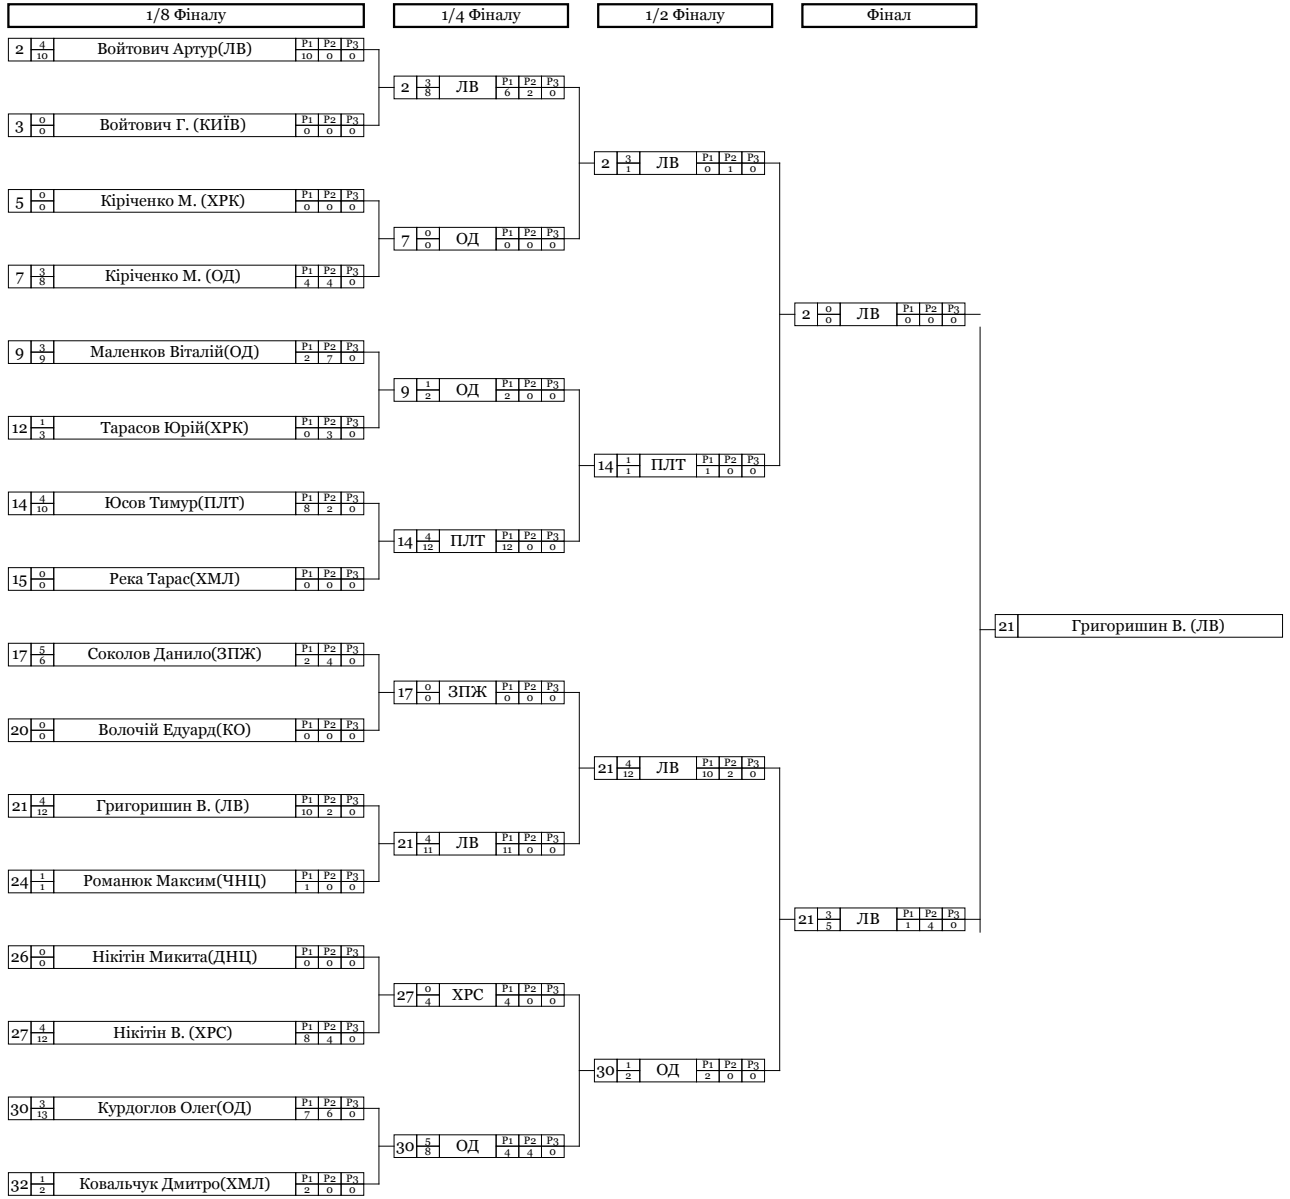 1/8 Фіналу 1/4 Фіналу 1/2 Фіналу Фінал
2 4 10 Войтович Артур(ЛВ) P1 P2 P3 10 0 0
2 3 8 ЛВ P1 P2 P3 6 2 0
3 0 0 Войтович Г. (КИЇВ) P1 P2 P3 0 0 0
2 3 1 ЛВ P1 P2 P3 0 1 0
5 0 0 Кіріченко М. (ХРК) P1 P2 P3 0 0 0
7 0 0 ОД P1 P2 P3 0 0 0
7 3 8 Кіріченко М. (ОД) P1 P2 P3 4 4 0
2 0 0 ЛВ P1 P2 P3 0 0 0
9 3 9 Маленков Віталій(ОД) P1 P2 P3 2 7 0
9 1 2 ОД P1 P2 P3 2 0 0
12 1 3 Тарасов Юрій(ХРК) P1 P2 P3 0 3 0
14 1 1 ПЛТ P1 P2 P3 1 0 0
14 4 10 Юсов Тимур(ПЛТ) P1 P2 P3 8 2 0
14 4 12 ПЛТ P1 P2 P3 12 0 0
15 0 0 Река Тарас(ХМЛ) P1 P2 P3 0 0 0
21 Григоришин В. (ЛВ)
17 5 6 Соколов Данило(ЗПЖ) P1 P2 P3 2 4 0
17 0 0 ЗПЖ P1 P2 P3 0 0 0
20 0 0 Волочій Едуард(КО) P1 P2 P3 0 0 0
21 4 12 ЛВ P1 P2 P3 10 2 0
21 4 12 Григоришин В. (ЛВ) P1 P2 P3 10 2 0
21 4 11 ЛВ P1 P2 P3 11 0 0
24 1 1 Романюк Максим(ЧНЦ) P1 P2 P3 1 0 0
21 3 5 ЛВ P1 P2 P3 1 4 0
26 0 0 Нікітін Микита(ДНЦ) P1 P2 P3 0 0 0
27 0 4 ХРС P1 P2 P3 4 0 0
27 4 12 Нікітін В. (ХРС) P1 P2 P3 8 4 0
30 1 2 ОД P1 P2 P3 2 0 0
30 3 13 Курдоглов Олег(ОД) P1 P2 P3 7 6 0
30 5 8 ОД P1 P2 P3 4 4 0
32 1 2 Ковальчук Дмитро(ХМЛ) P1 P2 P3 2 0 0